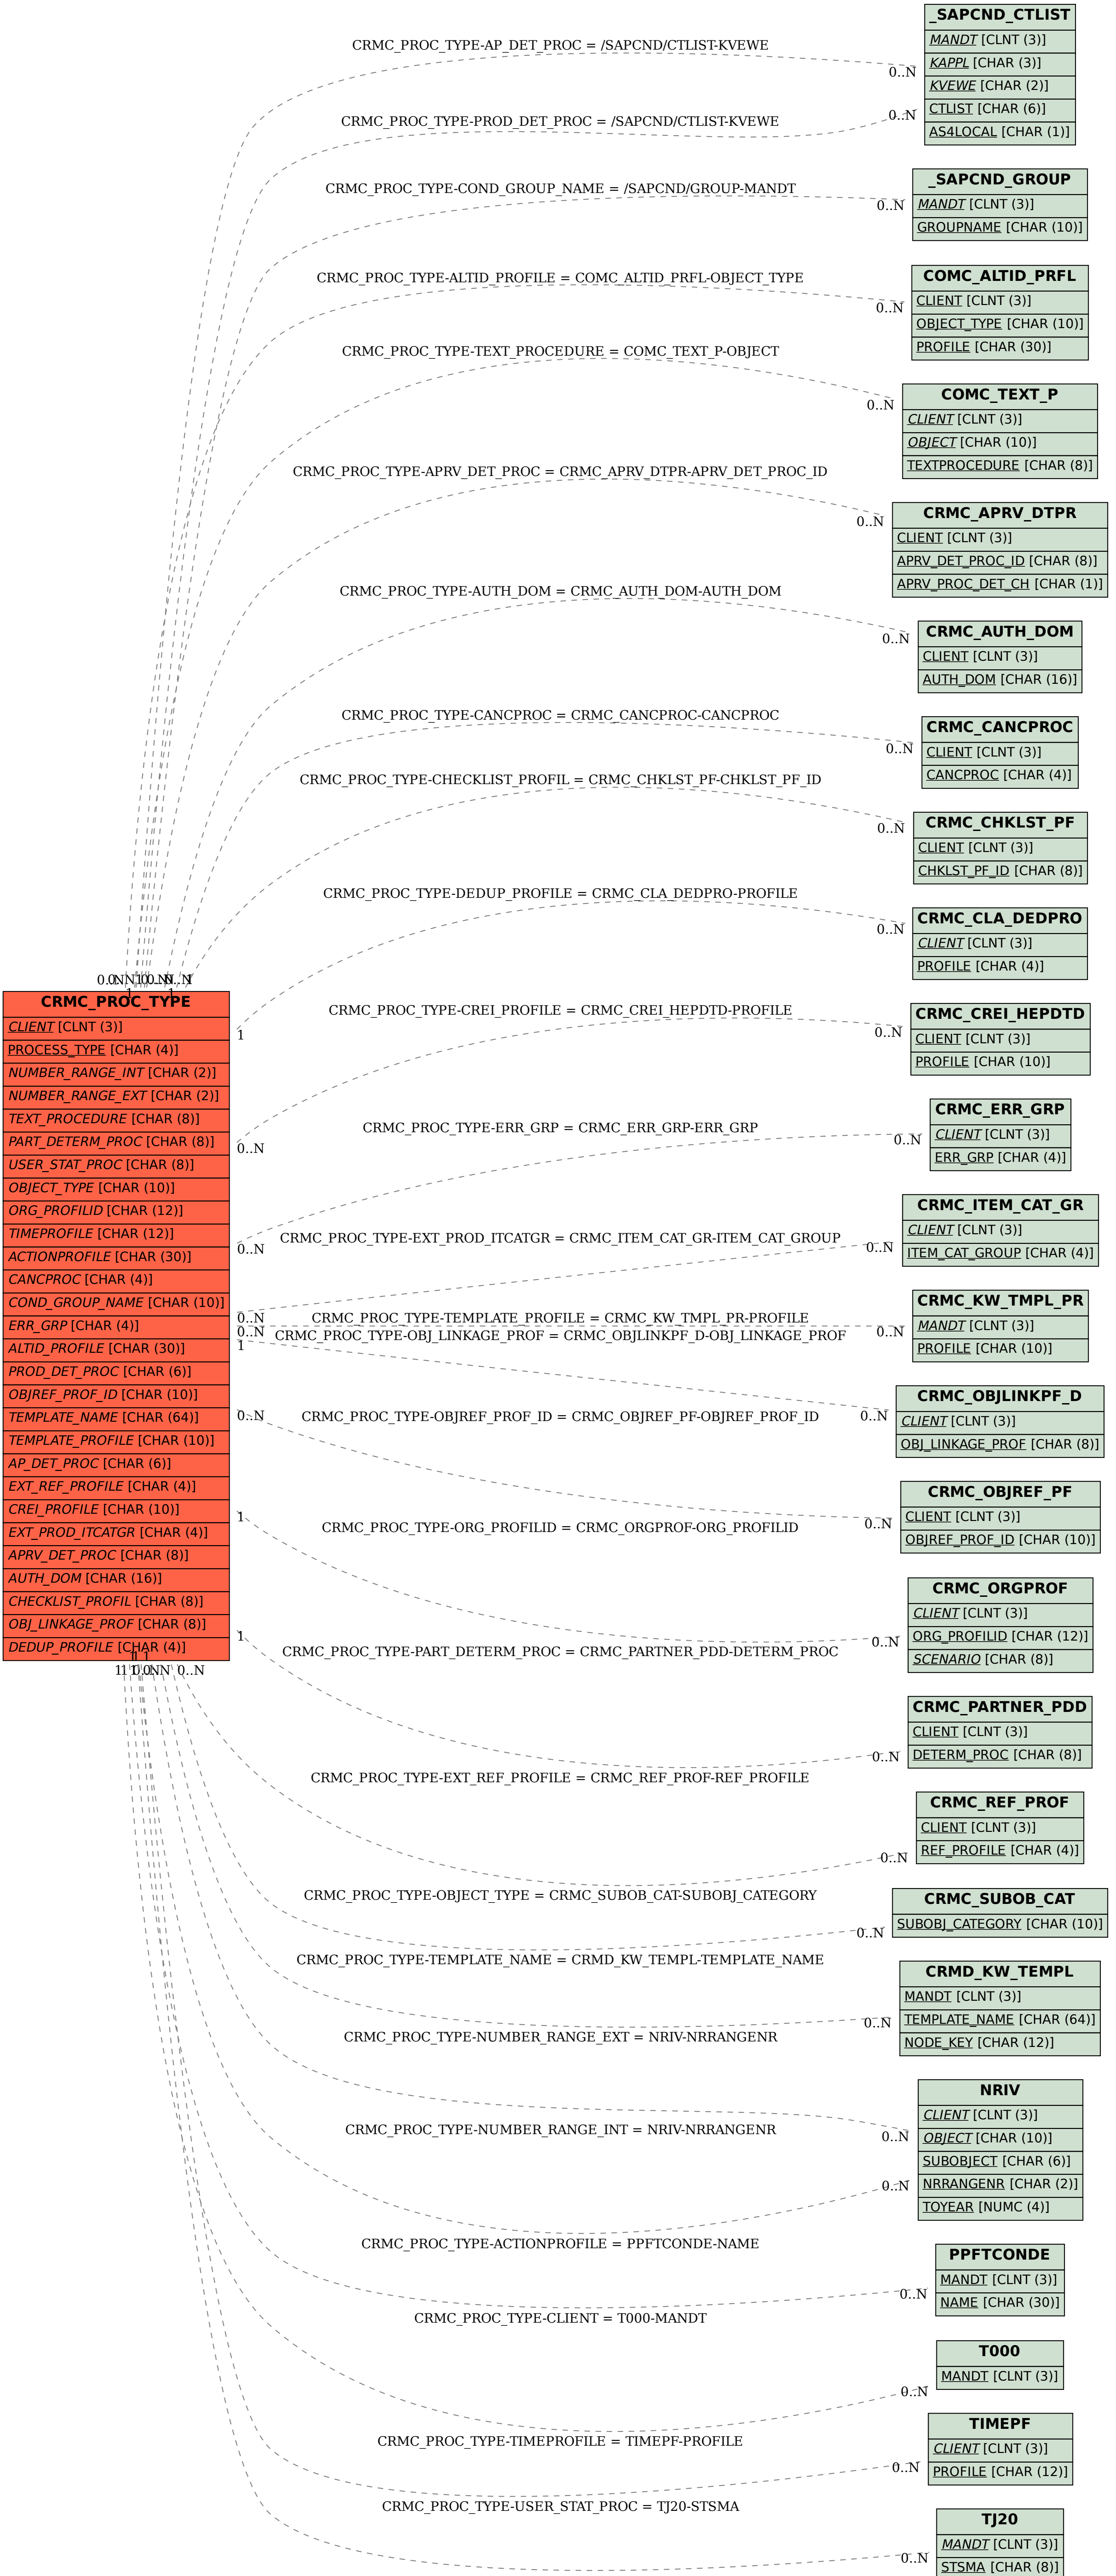 CRMC_PROC_TYPE
CLIENT [CLNT (3)]
PROCESS_TYPE [CHAR (4)]
NUMBER_RANGE_INT [CHAR (2)]
NUMBER_RANGE_EXT [CHAR (2)]
TEXT_PROCEDURE [CHAR (8)]
PART_DETERM_PROC [CHAR (8)]
USER_STAT_PROC [CHAR (8)]
OBJECT_TYPE [CHAR (10)]
ORG_PROFILID [CHAR (12)]
TIMEPROFILE [CHAR (12)]
ACTIONPROFILE [CHAR (30)]
CANCPROC [CHAR (4)]
COND_GROUP_NAME [CHAR (10)]
ERR_GRP [CHAR (4)]
ALTID_PROFILE [CHAR (30)]
PROD_DET_PROC [CHAR (6)]
OBJREF_PROF_ID [CHAR (10)]
TEMPLATE_NAME [CHAR (64)]
TEMPLATE_PROFILE [CHAR (10)]
AP_DET_PROC [CHAR (6)]
EXT_REF_PROFILE [CHAR (4)]
CREI_PROFILE [CHAR (10)]
EXT_PROD_ITCATGR [CHAR (4)]
APRV_DET_PROC [CHAR (8)]
AUTH_DOM [CHAR (16)]
CHECKLIST_PROFIL [CHAR (8)]
OBJ_LINKAGE_PROF [CHAR (8)]
DEDUP_PROFILE [CHAR (4)]
CRMC_PROC_TYPE-AP_DET_PROC = /SAPCND/CTLIST-KVEWE
0..N
CRMC_PROC_TYPE-PROD_DET_PROC = /SAPCND/CTLIST-KVEWE
0..N
_SAPCND_CTLIST
MANDT [CLNT (3)]
KAPPL [CHAR (3)]
KVEWE [CHAR (2)]
CTLIST [CHAR (6)]
AS4LOCAL [CHAR (1)]
CRMC_PROC_TYPE-COND_GROUP_NAME = /SAPCND/GROUP-MANDT
0..N
_SAPCND_GROUP
MANDT [CLNT (3)]
GROUPNAME [CHAR (10)]
CRMC_PROC_TYPE-ALTID_PROFILE = COMC_ALTID_PRFL-OBJECT_TYPE
0..N
COMC_ALTID_PRFL
CLIENT [CLNT (3)]
OBJECT_TYPE [CHAR (10)]
PROFILE [CHAR (30)]
CRMC_PROC_TYPE-TEXT_PROCEDURE = COMC_TEXT_P-OBJECT
0..N
COMC_TEXT_P
CLIENT [CLNT (3)]
OBJECT [CHAR (10)]
TEXTPROCEDURE [CHAR (8)]
CRMC_PROC_TYPE-APRV_DET_PROC = CRMC_APRV_DTPR-APRV_DET_PROC_ID
0..N
CRMC_APRV_DTPR
CLIENT [CLNT (3)]
APRV_DET_PROC_ID [CHAR (8)]
APRV_PROC_DET_CH [CHAR (1)]
CRMC_PROC_TYPE-AUTH_DOM = CRMC_AUTH_DOM-AUTH_DOM
0..N
CRMC_AUTH_DOM
CLIENT [CLNT (3)]
AUTH_DOM [CHAR (16)]
CRMC_PROC_TYPE-CANCPROC = CRMC_CANCPROC-CANCPROC
0..N
CRMC_CANCPROC
CLIENT [CLNT (3)]
CANCPROC [CHAR (4)]
CRMC_PROC_TYPE-CHECKLIST_PROFIL = CRMC_CHKLST_PF-CHKLST_PF_ID
0..N
CRMC_CHKLST_PF
CLIENT [CLNT (3)]
CHKLST_PF_ID [CHAR (8)]
CRMC_PROC_TYPE-DEDUP_PROFILE = CRMC_CLA_DEDPRO-PROFILE
1
0..N
CRMC_CLA_DEDPRO
CLIENT [CLNT (3)]
PROFILE [CHAR (4)]
CRMC_PROC_TYPE-CREI_PROFILE = CRMC_CREI_HEPDTD-PROFILE
0..N
0..N
CRMC_CREI_HEPDTD
CLIENT [CLNT (3)]
PROFILE [CHAR (10)]
CRMC_PROC_TYPE-ERR_GRP = CRMC_ERR_GRP-ERR_GRP
0..N
0..N
CRMC_ERR_GRP
CLIENT [CLNT (3)]
ERR_GRP [CHAR (4)]
CRMC_PROC_TYPE-EXT_PROD_ITCATGR = CRMC_ITEM_CAT_GR-ITEM_CAT_GROUP
0..N
0..N
CRMC_ITEM_CAT_GR
CLIENT [CLNT (3)]
ITEM_CAT_GROUP [CHAR (4)]
CRMC_PROC_TYPE-TEMPLATE_PROFILE = CRMC_KW_TMPL_PR-PROFILE
0..N
0..N
CRMC_KW_TMPL_PR
MANDT [CLNT (3)]
PROFILE [CHAR (10)]
CRMC_PROC_TYPE-OBJ_LINKAGE_PROF = CRMC_OBJLINKPF_D-OBJ_LINKAGE_PROF
1
0..N
CRMC_OBJLINKPF_D
CLIENT [CLNT (3)]
OBJ_LINKAGE_PROF [CHAR (8)]
CRMC_PROC_TYPE-OBJREF_PROF_ID = CRMC_OBJREF_PF-OBJREF_PROF_ID
0..N
0..N
CRMC_OBJREF_PF
CLIENT [CLNT (3)]
OBJREF_PROF_ID [CHAR (10)]
CRMC_PROC_TYPE-ORG_PROFILID = CRMC_ORGPROF-ORG_PROFILID
1
0..N
CRMC_ORGPROF
CLIENT [CLNT (3)]
ORG_PROFILID [CHAR (12)]
SCENARIO [CHAR (8)]
CRMC_PROC_TYPE-PART_DETERM_PROC = CRMC_PARTNER_PDD-DETERM_PROC
1
0..N
CRMC_PARTNER_PDD
CLIENT [CLNT (3)]
DETERM_PROC [CHAR (8)]
CRMC_PROC_TYPE-EXT_REF_PROFILE = CRMC_REF_PROF-REF_PROFILE
0..N
0..N
CRMC_REF_PROF
CLIENT [CLNT (3)]
REF_PROFILE [CHAR (4)]
CRMC_PROC_TYPE-OBJECT_TYPE = CRMC_SUBOB_CAT-SUBOBJ_CATEGORY
0..N
CRMC_SUBOB_CAT
SUBOBJ_CATEGORY [CHAR (10)]
CRMC_PROC_TYPE-TEMPLATE_NAME = CRMD_KW_TEMPL-TEMPLATE_NAME
0..N
CRMD_KW_TEMPL
MANDT [CLNT (3)]
TEMPLATE_NAME [CHAR (64)]
NODE_KEY [CHAR (12)]
CRMC_PROC_TYPE-NUMBER_RANGE_EXT = NRIV-NRRANGENR
0..N
CRMC_PROC_TYPE-NUMBER_RANGE_INT = NRIV-NRRANGENR
0..N
NRIV
CLIENT [CLNT (3)]
OBJECT [CHAR (10)]
SUBOBJECT [CHAR (6)]
NRRANGENR [CHAR (2)]
TOYEAR [NUMC (4)]
CRMC_PROC_TYPE-ACTIONPROFILE = PPFTCONDE-NAME
0..N
PPFTCONDE
MANDT [CLNT (3)]
NAME [CHAR (30)]
CRMC_PROC_TYPE-CLIENT = T000-MANDT
0..N
T000
MANDT [CLNT (3)]
CRMC_PROC_TYPE-TIMEPROFILE = TIMEPF-PROFILE
0..N
TIMEPF
CLIENT [CLNT (3)]
PROFILE [CHAR (12)]
CRMC_PROC_TYPE-USER_STAT_PROC = TJ20-STSMA
0..N
TJ20
MANDT [CLNT (3)]
STSMA [CHAR (8)]